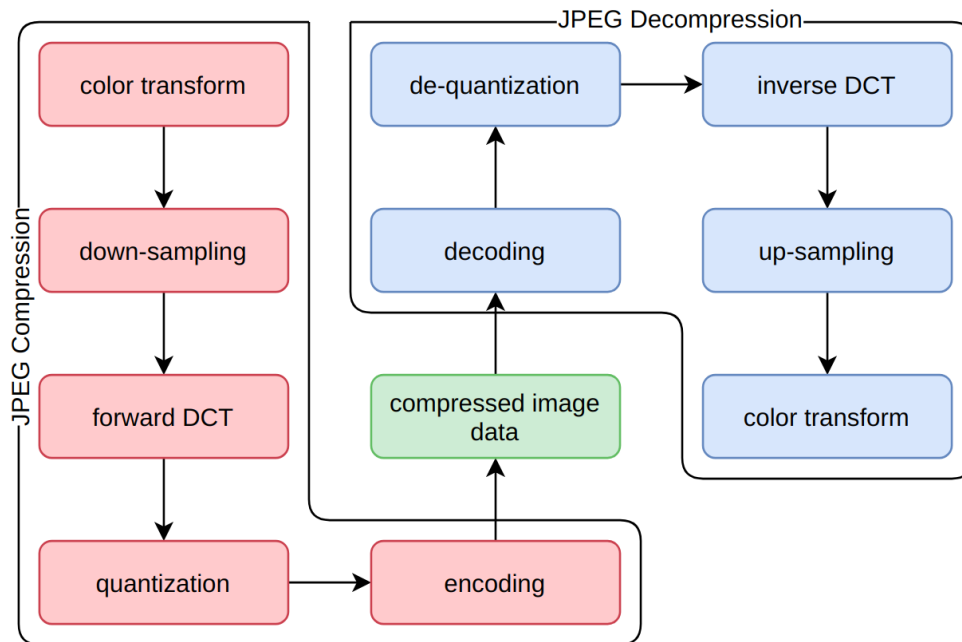 JPEG Compression
color transform
down-sampling
forward DCT
quantization
encoding
compressed image
data
JPEG Decompression
decoding
de-quantization
inverse DCT
up-sampling
color transform